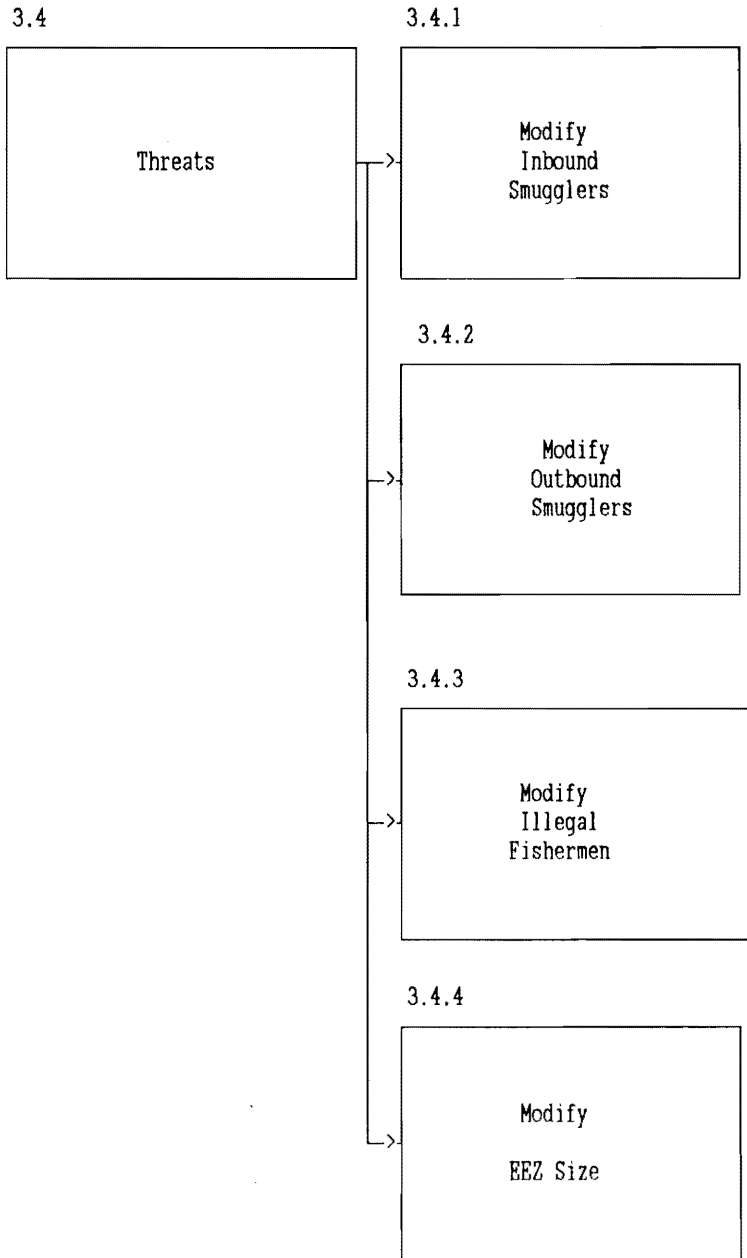 3.4
3.4.1
Threats
Modify
Inbound
Smugglers
3.4.2
Modify
Outbound
Smugglers
3.4.3
Modify
Illegal
Fishermen
3.4.4
Modify
EEZ Size